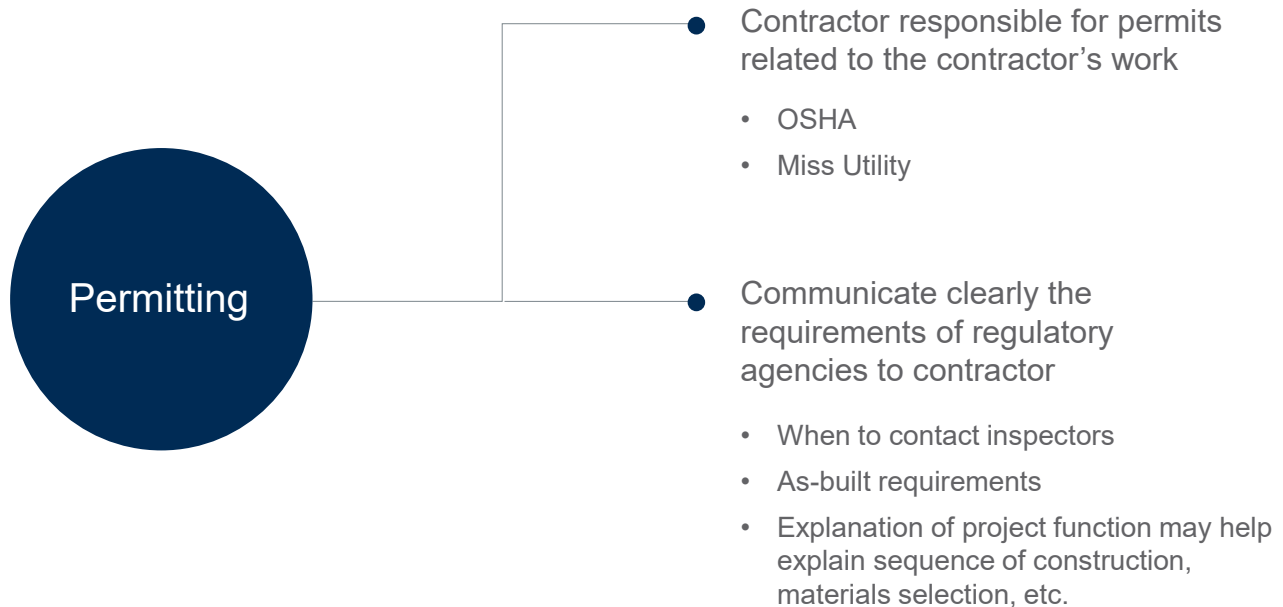 Contractor responsible for permits
related to the contractor’s work
• OSHA
• Miss Utility
Permitting
Communicate clearly the
requirements of regulatory
agencies to contractor
• When to contact inspectors
• As-built requirements
• Explanation of project function may help
explain sequence of construction,
materials selection, etc.